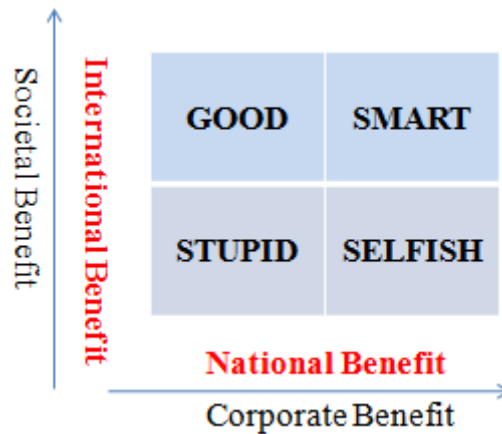 Societal Benefit
International Benefit
GOOD SMART
STUPID SELFISH
National Benefit
Corporate Benefit